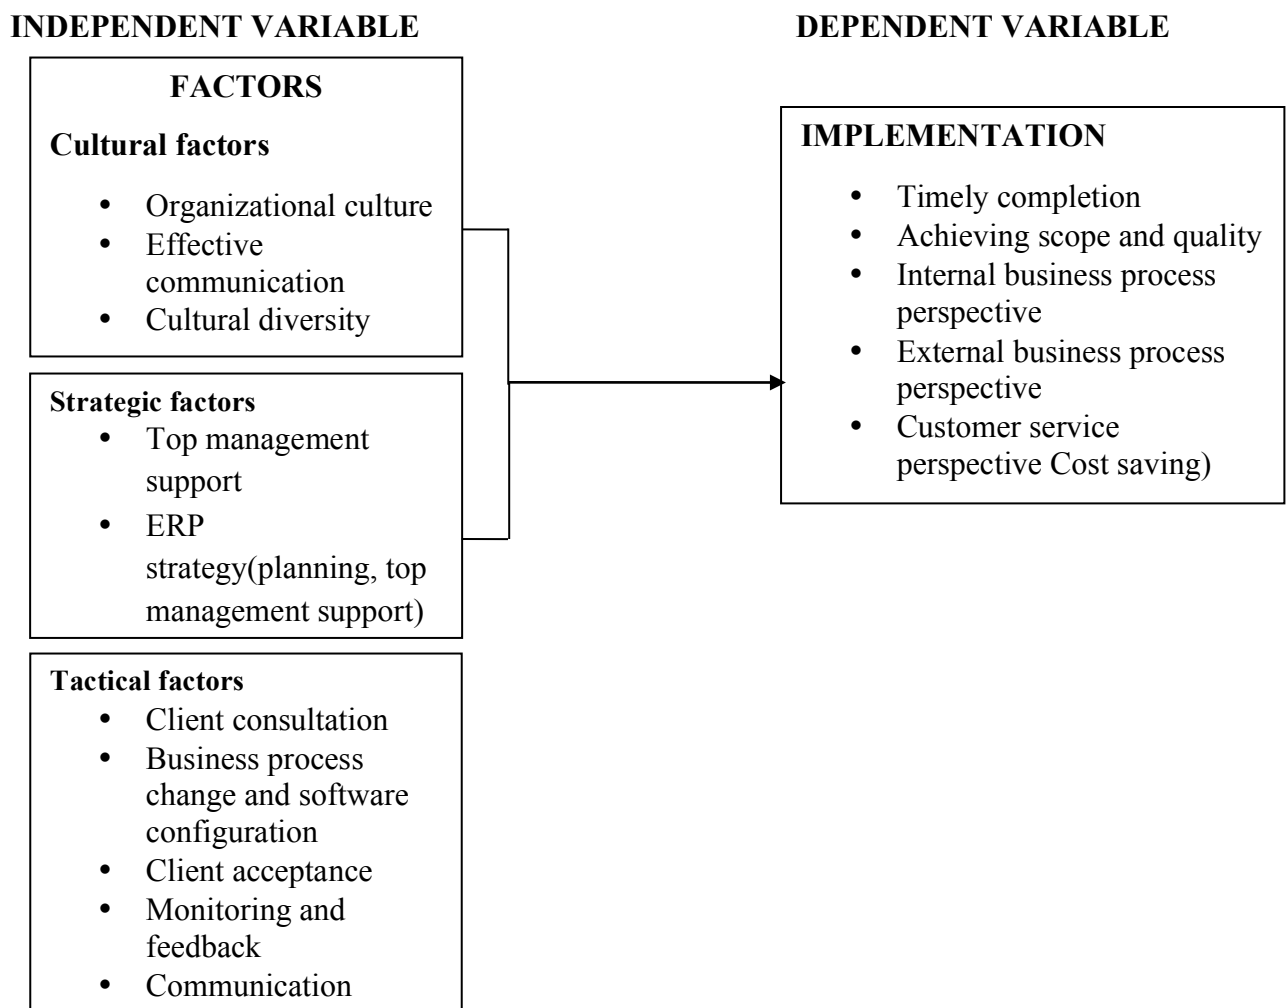 INDEPENDENT VARIABLE
FACTORS
Cultural factors
• Organizational culture
• Effective
communication
• Cultural diversity
Strategic factors
• Top management
support
• ERP
strategy(planning, top
management support)
Tactical factors
• Client consultation
• Business process
change and software
configuration
• Client acceptance
• Monitoring and
feedback
• Communication
DEPENDENT VARIABLE
IMPLEMENTATION
• Timely completion
• Achieving scope and quality
• Internal business process
perspective
• External business process
perspective
• Customer service
perspective Cost saving)